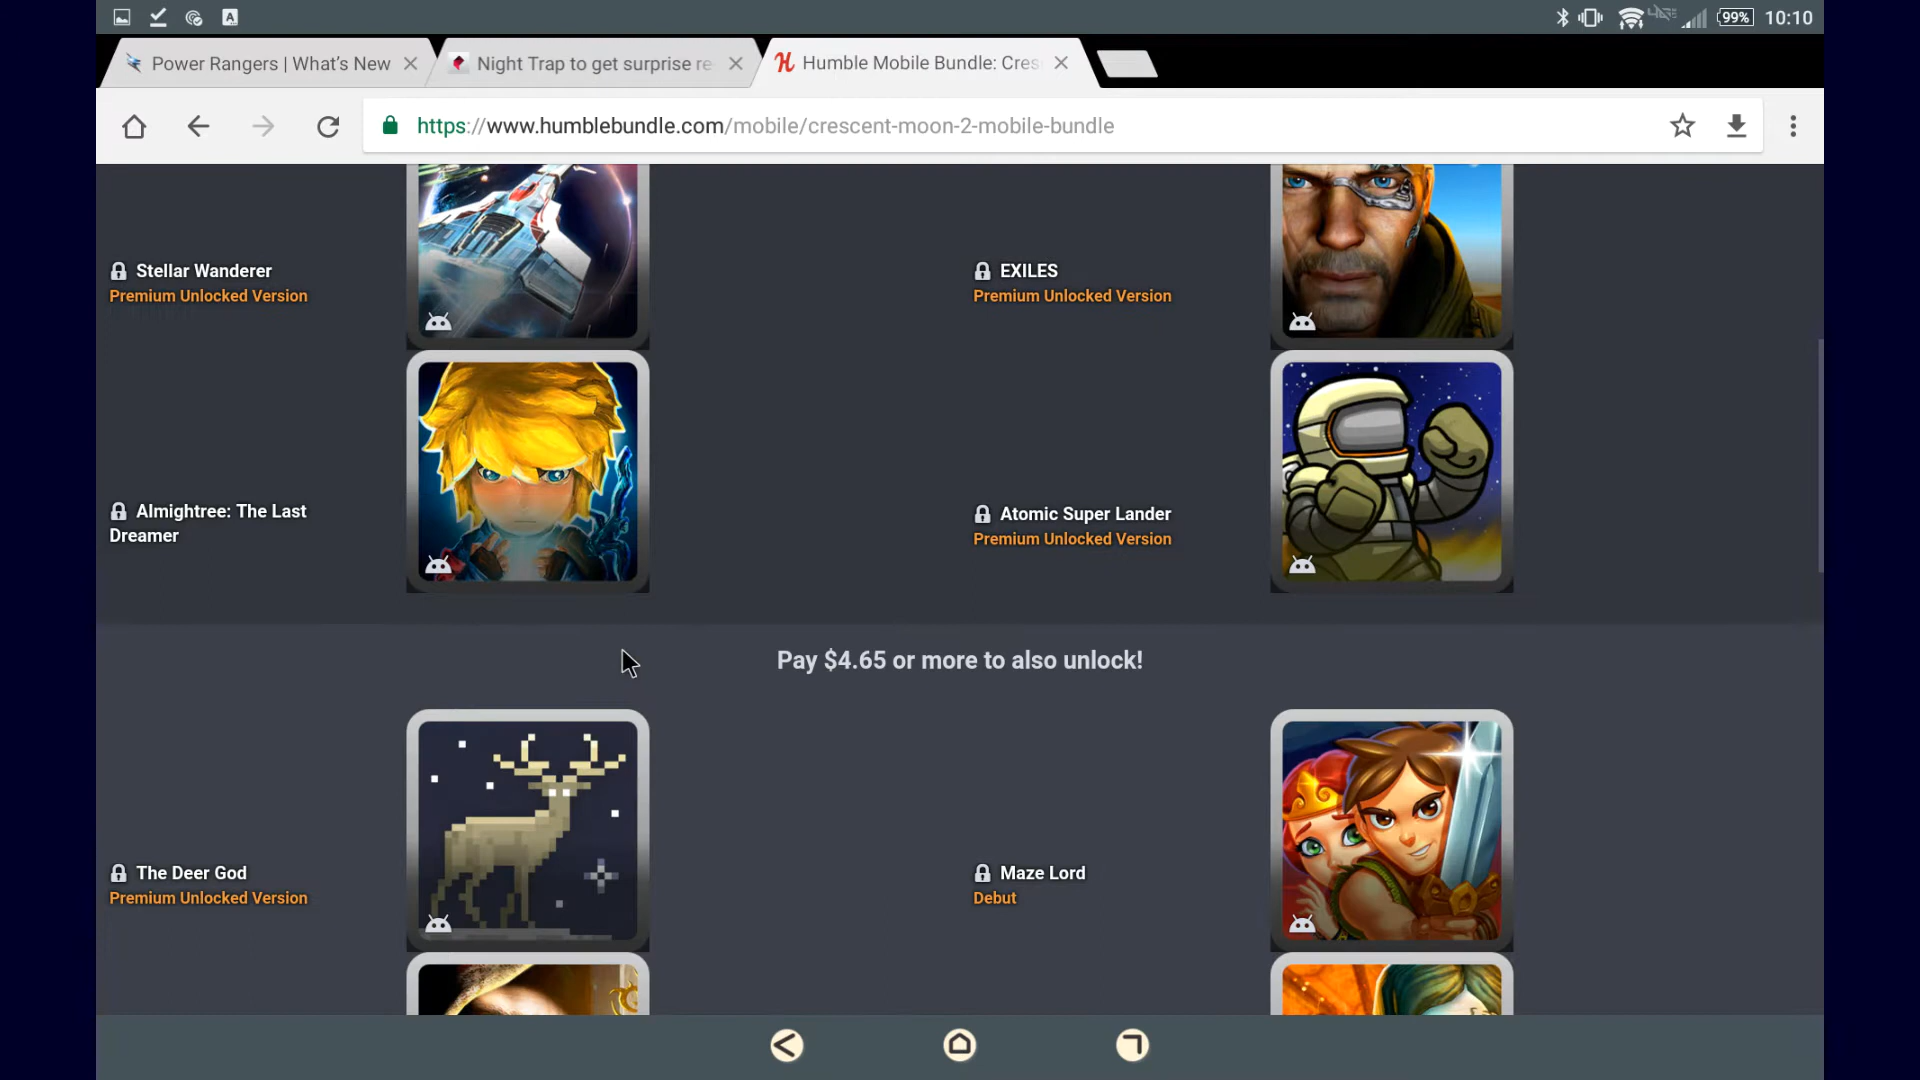 99% 10:10
Power Rangers | What's New
Night Trap to get surprise re
Humble Mobile Bundle: Cres
https://www.humblebundle.com/mobile/crescent-moon-2-mobile-bundle
Stellar Wanderer
Premium Unlocked Version
EXILES
Premium Unlocked Version
Almightree: The Last
Dreamer
Atomic Super Lander
Premium Unlocked Version
Pay $4.65 or more to also unlock!
The Deer God
Premium Unlocked Version
Maze Lord
Debut